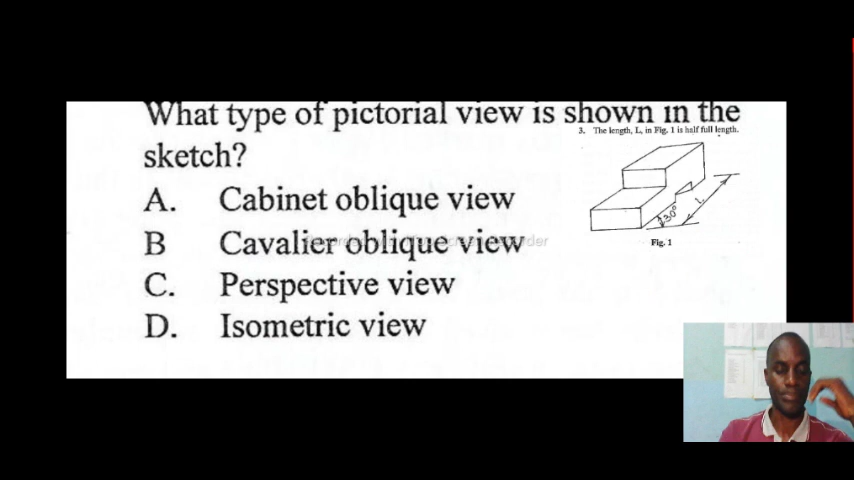 What type of pictorial view is shown in the
sketch?
3. The length, L, in Fig. 1 is half full length.
A. Cabinet oblique view
B Cavalier oblique view
C. Perspective view
D. Isometric view
30°
L
Fig. 1